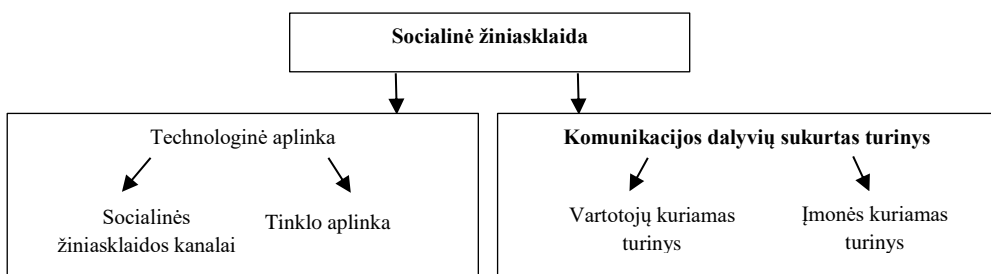 Socialinė žiniasklaida
Technologinė aplinka
Socialinės
žiniasklaidos kanalai
Tinklo aplinka
Komunikacijos dalyvių sukurtas turinys
Vartotojų kuriamas
turinys
Įmonės kuriamas
turinys